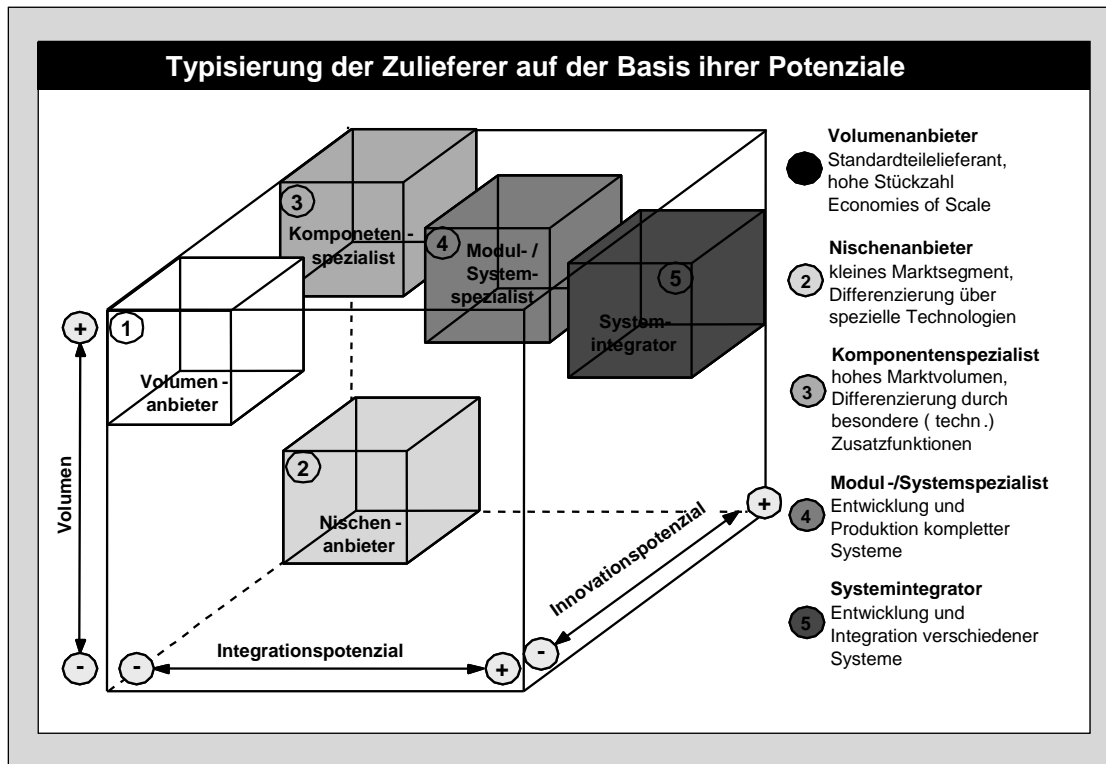 Typisierung der Zulieferer auf der Basis ihrer Potenziale
3
Komponeten -
spezialist
4
Modul- /
System-
spezialist
5
System-
integrator
1
Volumen -
anbieter
2
Nischen -
anbieter
+
Volumen
-
-
Integrationspotenzial
+
-
Innovationspotenzial
+
Volumenanbieter
Standardteilelieferant,
hohe Stückzahl
Economies of Scale
Nischenanbieter
2
kleines Marktsegment,
Differenzierung über
spezielle Technologien
Komponentenspezialist
3
hohes Marktvolumen,
Differenzierung durch
besondere ( techn .)
Zusatzfunktionen
Modul -/Systemspezialist
4
Entwicklung und
Produktion kompletter
Systeme
Systemintegrator
5
Entwicklung und
Integration verschiedener
Systeme